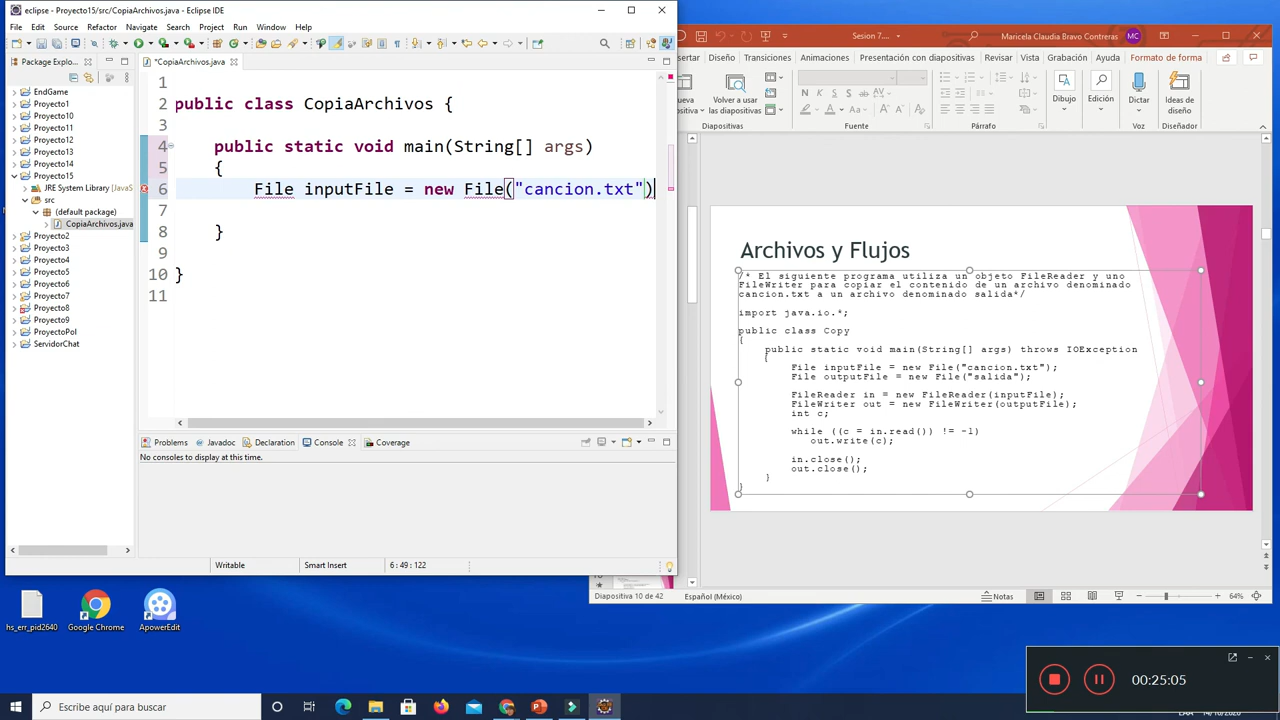 eclipse - Proyecto15/src/CopiaArchivos.java - Eclipse IDE
File Edit Source Refactor Navigate Search Project Run Window Help
Package Explo...
EndGame
Proyecto1
Proyecto10
Proyecto11
Proyecto12
Proyecto13
Proyecto14
Proyecto15
JRE System Library [JavaS
src
(default package)
CopiaArchivos.java
Proyecto2
Proyecto3
Proyecto4
Proyecto5
Proyecto6
Proyecto7
Proyecto8
Proyecto9
ProyectoPol
ServidorChat
*CopiaArchivos.java
1
2 public class CopiaArchivos {
3
4 public static void main(String[] args)
5 {
6 File inputFile = new File("cancion.txt")
7
8 }
9
10 }
11
Problems Javadoc Declaration Console Coverage
No consoles to display at this time.
Writable Smart Insert 6 : 49 : 122
Sesion 7....
Maricela Claudia Bravo Contreras MC
sertar Diseño Transiciones Animaciones Presentación con diapositivas Revisar Vista Grabación Ayuda Formato de forma
ueva
Volver a usar
las diapositivas
Dibujo
Edición
Dictar
Ideas de
diseño
Diapositivas Fuente Párrafo Voz Diseñador
Archivos y Flujos
/* El siguiente programa utiliza un objeto FileReader y uno
FileWriter para copiar el contenido de un archivo denominado
cancion.txt a un archivo denominado salida*/
import java.io.*;
public class Copy
{
public static void main(String[] args) throws IOException
{
File inputFile = new File("cancion.txt");
File outputFile = new File("salida");
FileReader in = new FileReader(inputFile);
FileWriter out = new FileWriter(outputFile);
int c;
while ((c = in.read()) != -1)
out.write(c);
in.close();
out.close();
}
}
Diapositiva 10 de 42 Español (México) Notas 64%
hs_err_pid2640
Google Chrome
ApowerEdit
00:25:05
Escribe aquí para buscar